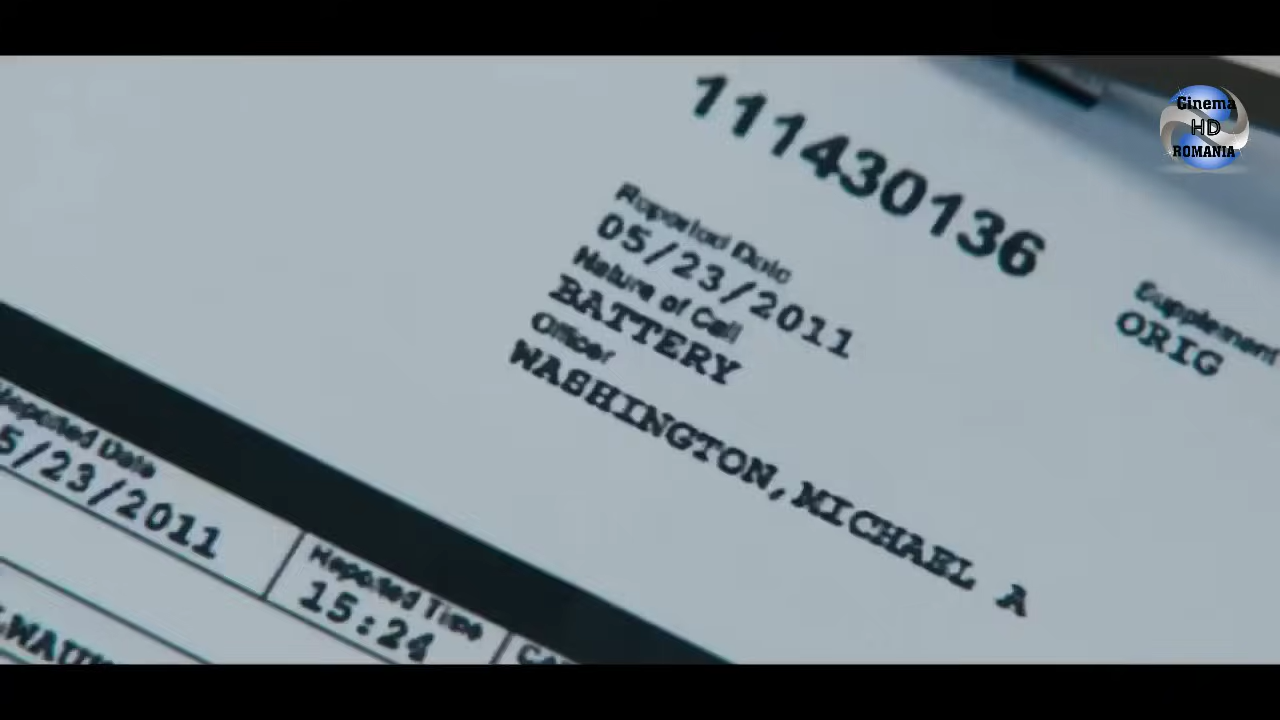 111430136
Reported Date
05/23/2011
Nature of Call
BATTERY
Officer
WASHINGTON, MICHAEL A
Supplement
ORIG
Reported Date
5/23/2011
Reported Time
15:24
Cinema
HD
ROMANIA